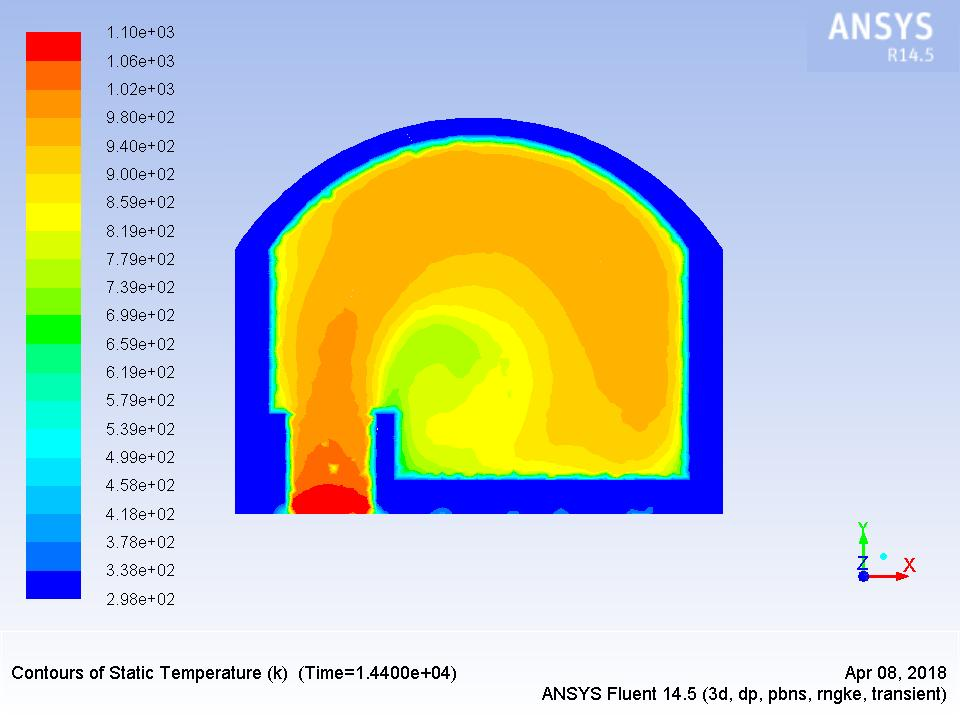 ANSYS
R14.5
1.10e+03
1.06e+03
1.02e+03
9.80e+02
9.40e+02
9.00e+02
8.59e+02
8.19e+02
7.79e+02
7.39e+02
6.99e+02
6.59e+02
6.19e+02
5.79e+02
5.39e+02
4.99e+02
4.58e+02
4.18e+02
3.78e+02
3.38e+02
2.98e+02
Y
Z
X
Contours of Static Temperature (k) (Time=1.4400e+04)
Apr 08, 2018
ANSYS Fluent 14.5 (3d, dp, pbns, rngke, transient)